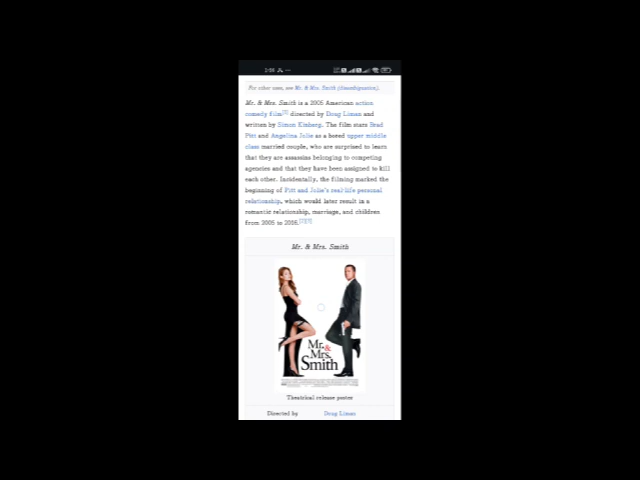 For other uses, see Mr. & Mrs. Smith (disambiguation).
Mr. & Mrs. Smith is a 2005 American action
comedy film[1] directed by Doug Liman and
written by Simon Kinberg. The film stars Brad
Pitt and Angelina Jolie as a bored upper middle
class married couple, who are surprised to learn
that they are assassins belonging to competing
agencies and that they have been assigned to kill
each other. Incidentally, the filming marked the
beginning of Pitt and Jolie's real-life personal
relationship, which would later result in a
romantic relationship, marriage, and children
from 2005 to 2016.
Mr. & Mrs. Smith
Mr.
&
Mrs.
Smith
Theatrical release poster
Directed by Doug Liman